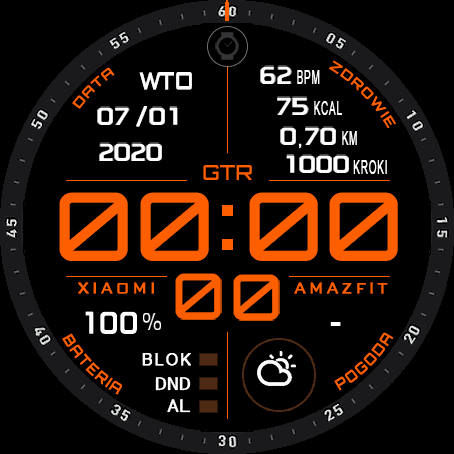 60
55
05
50
10
45
15
40
20
35
25
30
DATA
WTO
07 /01
2020
ZDROWIE
62 BPM
75 KCAL
0,70 KM
1000 KROKI
GTR
00:00
XIAOMI
00
AMAZFIT
100%
BATERIA
BLOK
DND
AL
-
POGODA